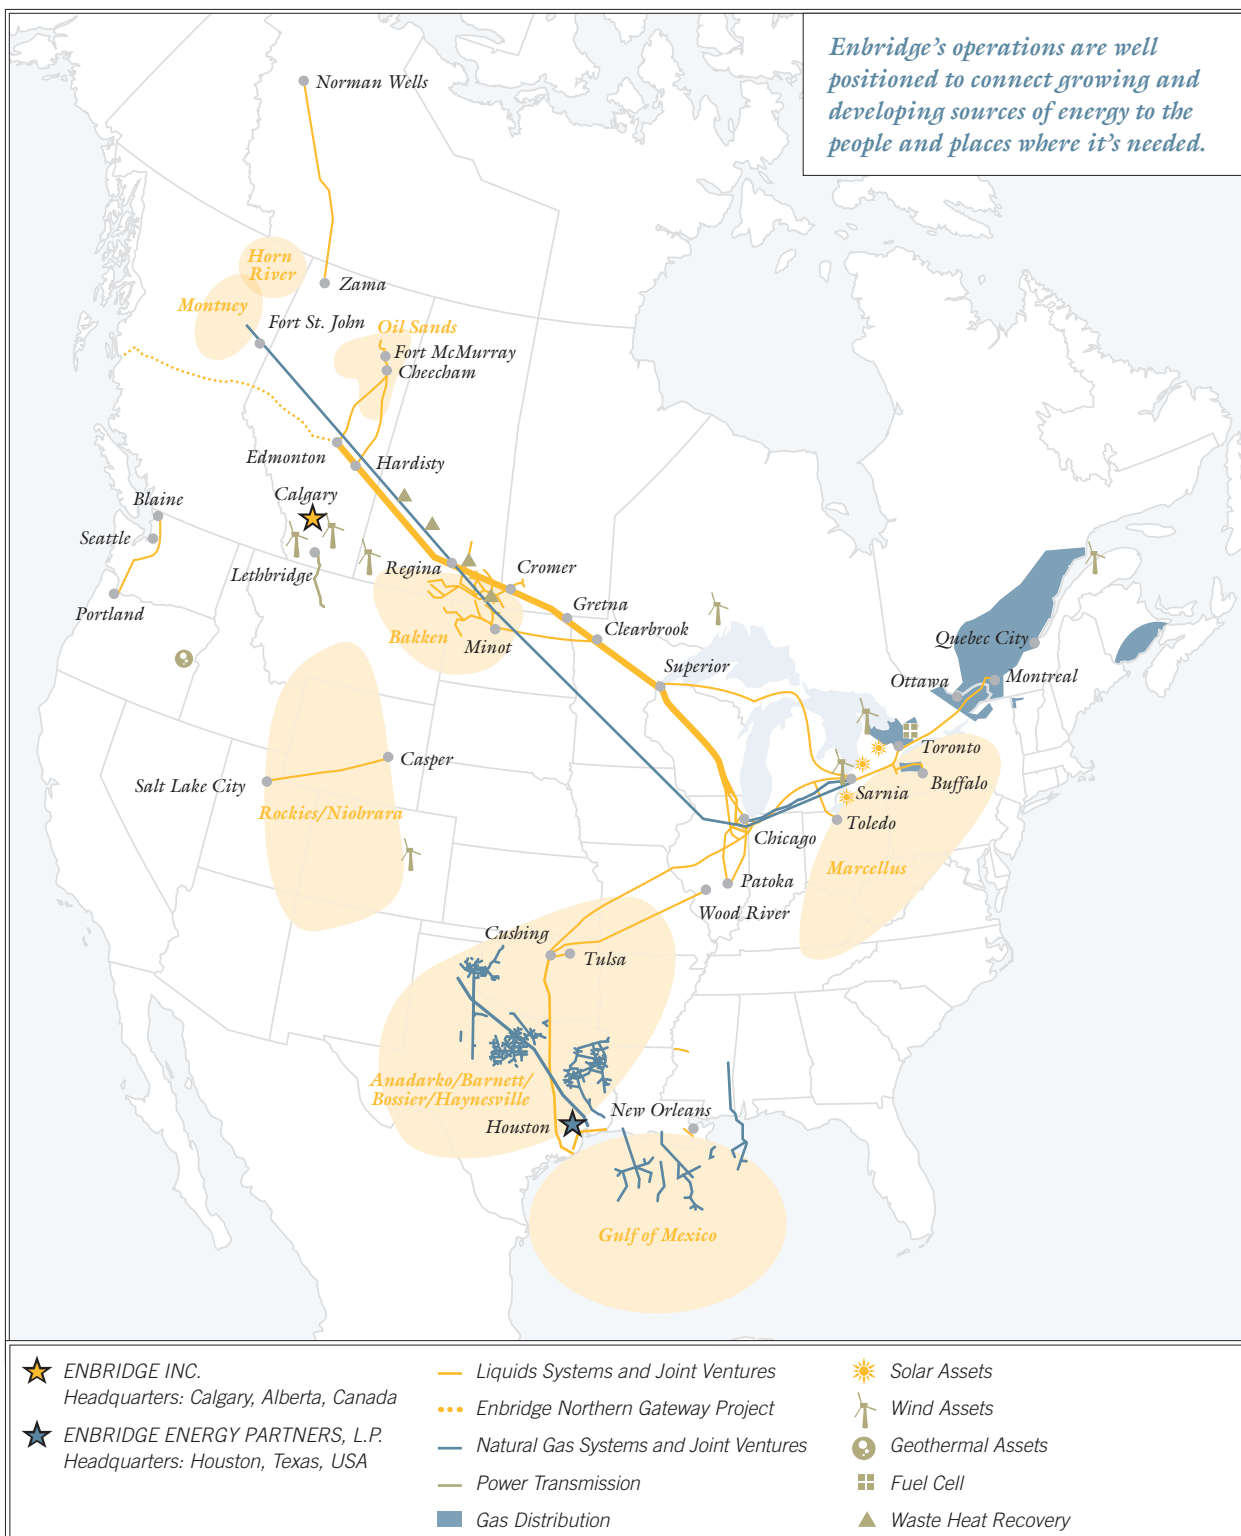 Enbridge’s operations are well
positioned to connect growing and
developing sources of energy to the
people and places where it’s needed.
Norman Wells
Horn
River
Zama
Montney
Fort St. John
Oil Sands
Fort McMurray
Cheecham
Edmonton
Hardisty
Calgary
Blaine
Seattle
Lethbridge
Regina
Cromer
Portland
Gretna
Bakken
Clearbrook
Minot
Quebec City
Superior
Ottawa
Montreal
Casper
Toronto
Salt Lake City
Buffalo
Sarnia
Rockies/Niobrara
Toledo
Chicago
Marcellus
Patoka
Wood River
Cushing
Tulsa
Anadarko/Barnett/
Bossier/Haynesville
New Orleans
Houston
Gulf of Mexico
ENBRIDGE INC.
Headquarters: Calgary, Alberta, Canada
ENBRIDGE ENERGY PARTNERS, L.P.
Headquarters: Houston, Texas, USA
Liquids Systems and Joint Ventures
Enbridge Northern Gateway Project
Natural Gas Systems and Joint Ventures
Power Transmission
Gas Distribution
Solar Assets
Wind Assets
Geothermal Assets
Fuel Cell
Waste Heat Recovery